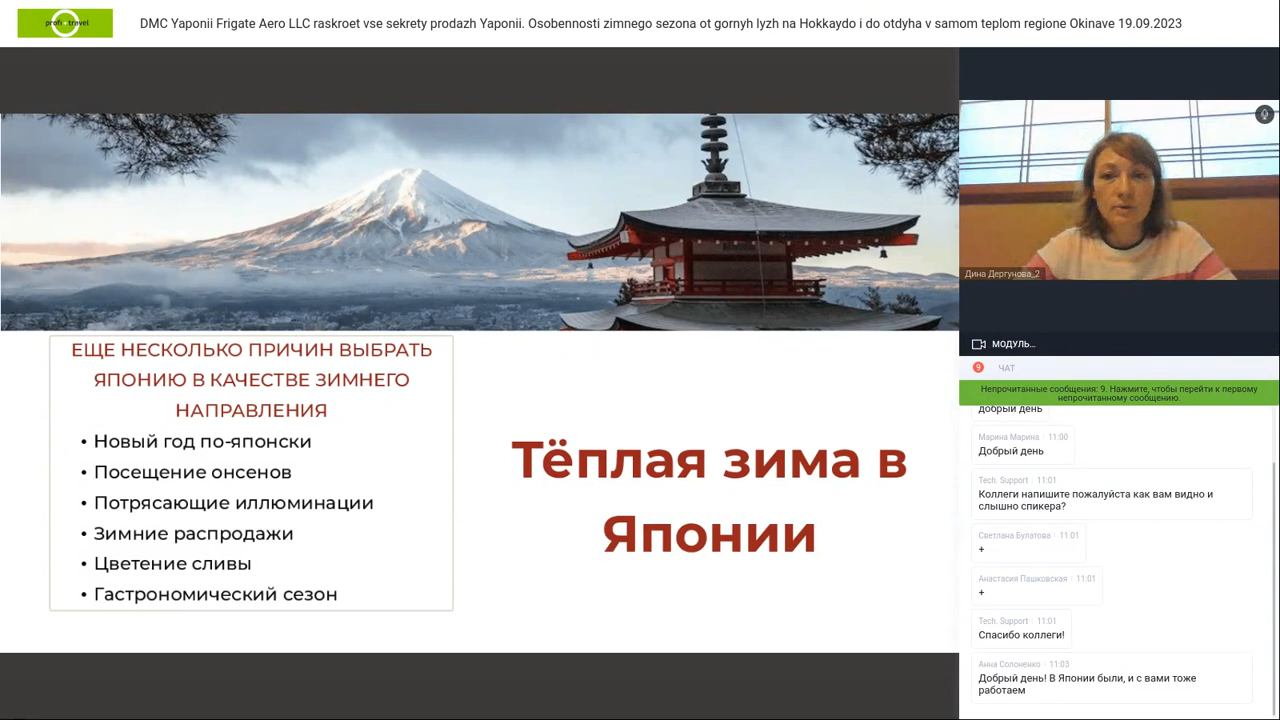 profi travel
DMC Yaponii Frigate Aero LLC raskroet vse sekrety prodazh Yaponii. Osobennosti zimnego sezona ot gornyh lyzh na Hokkaydo i do otdyha v samom teplom regione Okinave 19.09.2023
ЕЩЕ НЕСКОЛЬКО ПРИЧИН ВЫБРАТЬ
ЯПОНИЮ В КАЧЕСТВЕ ЗИМНЕГО
НАПРАВЛЕНИЯ
• Новый год по-японски
• Посещение онсенов
• Потрясающие иллюминации
• Зимние распродажи
• Цветение сливы
• Гастрономический сезон
Тёплая зима в
Японии
Дина Дергунова_2
МОДУЛЬ...
9 ЧАТ
Непрочитанные сообщения: 9. Нажмите, чтобы перейти к первому
непрочитанному сообщению.
добрый день
Марина Марина 11:00
Добрый день
Tech. Support 11:01
Коллеги напишите пожалуйста как вам видно и
слышно спикера?
Светлана Булатова 11:01
+
Анастасия Пашковская 11:01
+
Tech. Support 11:01
Спасибо коллеги!
Анна Солоненко 11:03
Добрый день! В Японии были, и с вами тоже
работаем